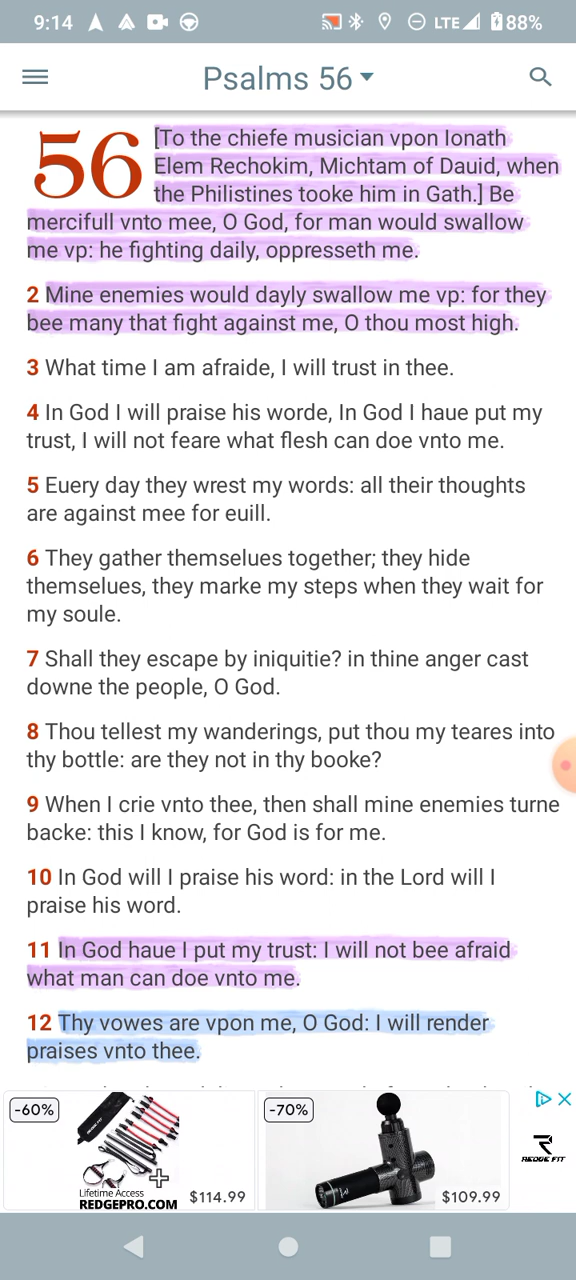 9:14
LTE
88%
Psalms 56
56
[To the chiefe musician vpon Ionath
Elem Rechokim, Michtam of Dauid, when
the Philistines tooke him in Gath.] Be
mercifull vnto mee, O God, for man would swallow
me vp: he fighting daily, oppresseth me.
2 Mine enemies would dayly swallow me vp: for they
bee many that fight against me, O thou most high.
3 What time I am afraide, I will trust in thee.
4 In God I will praise his worde, In God I haue put my
trust, I will not feare what flesh can doe vnto me.
5 Euery day they wrest my words: all their thoughts
are against mee for euill.
6 They gather themselues together; they hide
themselues, they marke my steps when they wait for
my soule.
7 Shall they escape by iniquitie? in thine anger cast
downe the people, O God.
8 Thou tellest my wanderings, put thou my teares into
thy bottle: are they not in thy booke?
9 When I crie vnto thee, then shall mine enemies turne
backe: this I know, for God is for me.
10 In God will I praise his word: in the Lord will I
praise his word.
11 In God haue I put my trust: I will not bee afraid
what man can doe vnto me.
12 Thy vowes are vpon me, O God: I will render
praises vnto thee.
-60%
Lifetime Access
REDGEPRO.COM
$114.99
-70%
$109.99
REDGE FIT